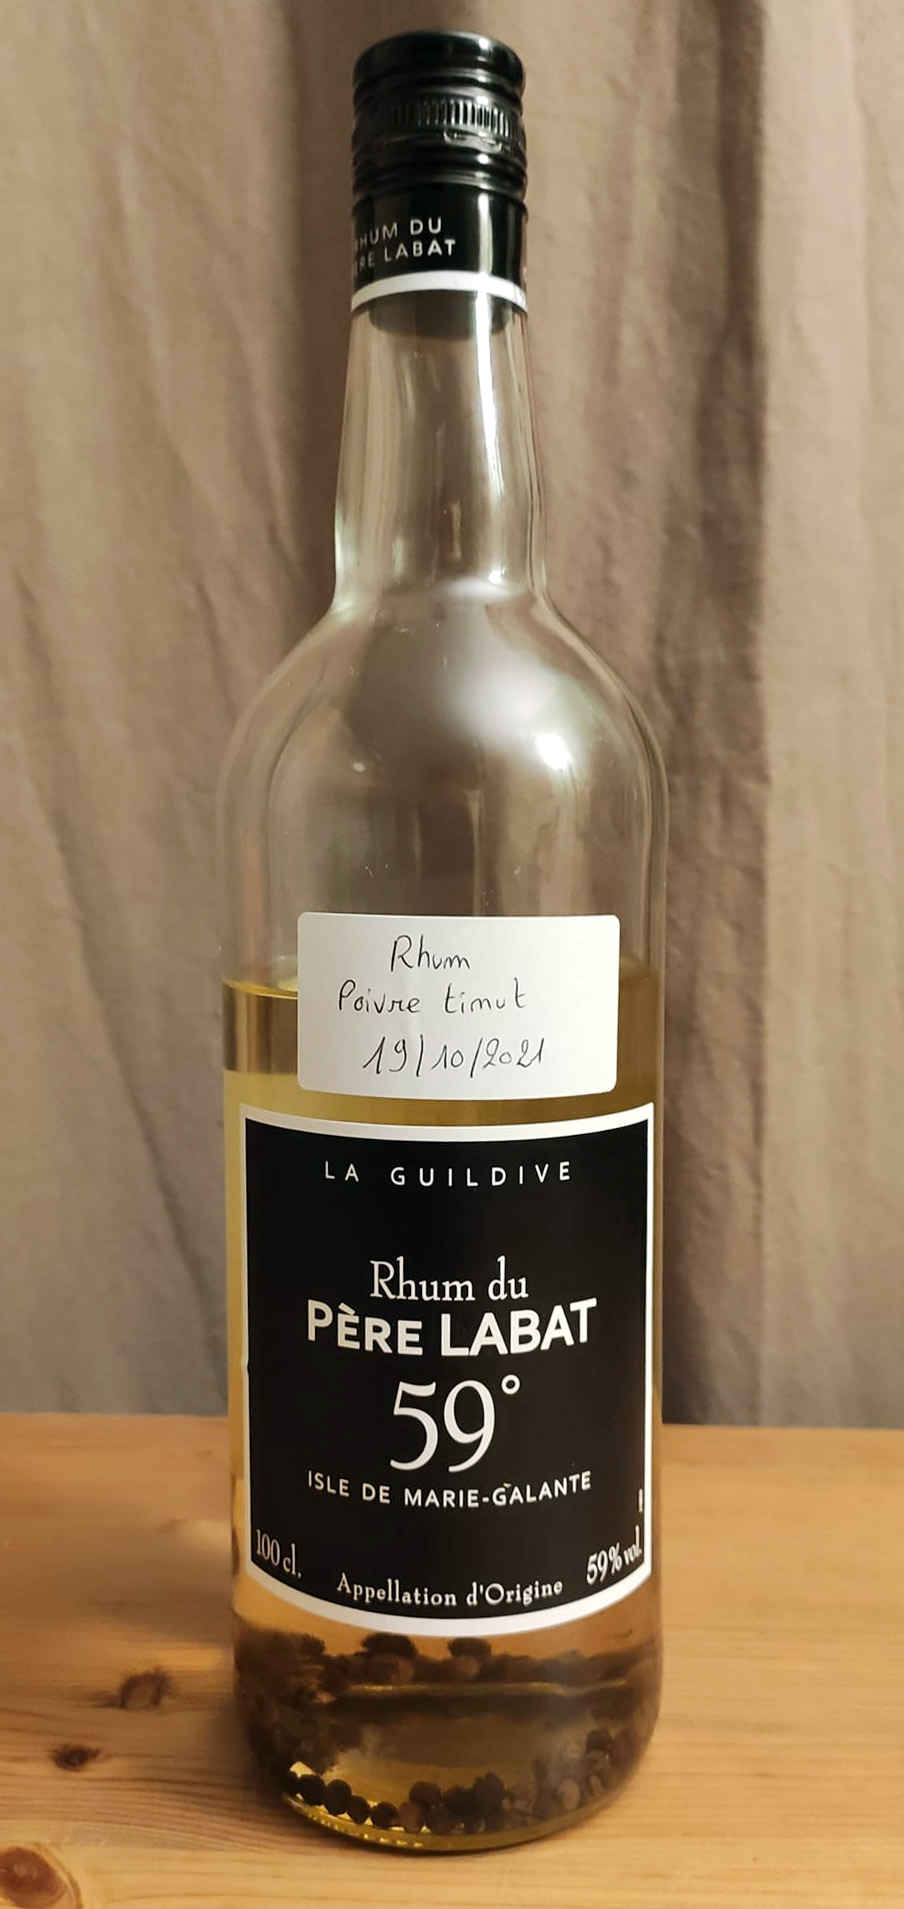 RHUM DU
PÈRE LABAT
Rhum
Poivre timut
19/10/2021
LA GUILDIVE
Rhum du
PÈRE LABAT
59°
ISLE DE MARIE-GALANTE
100 cl.
Appellation d'Origine
59% vol.